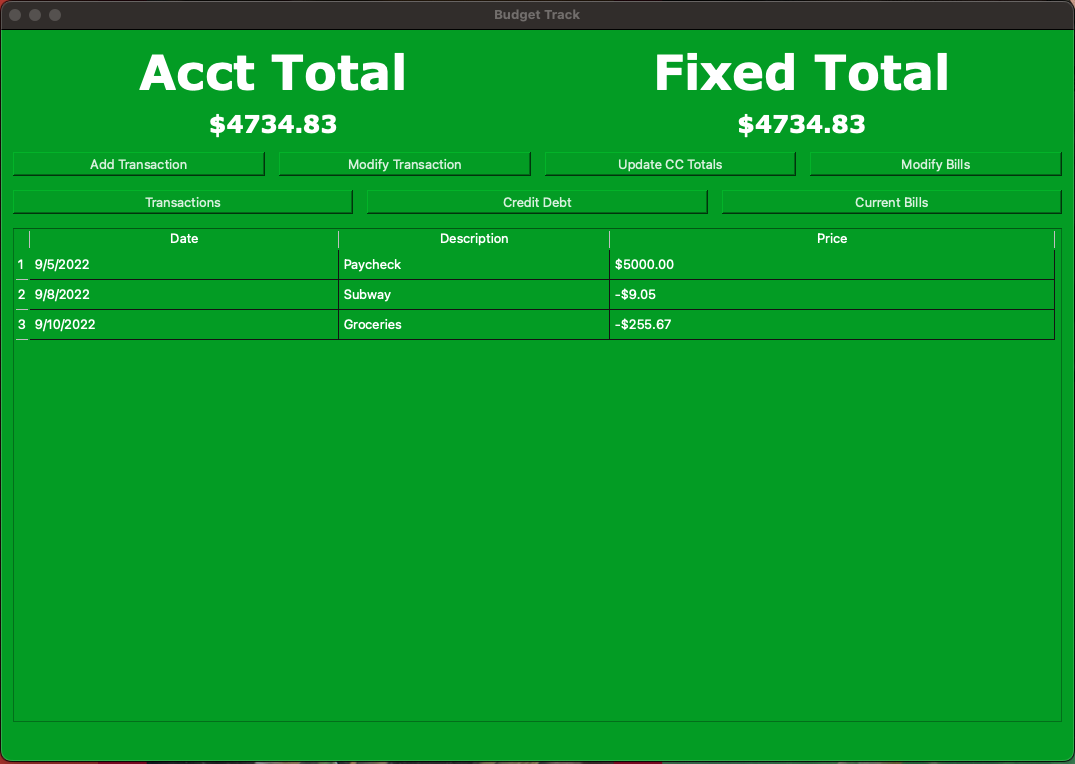 Budget Track
Acct Total Fixed Total
$4734.83 $4734.83
Add Transaction Modify Transaction Update CC Totals Modify Bills
Transactions Credit Debt Current Bills
Date Description Price
1 9/5/2022 Paycheck $5000.00
2 9/8/2022 Subway -$9.05
3 9/10/2022 Groceries -$255.67